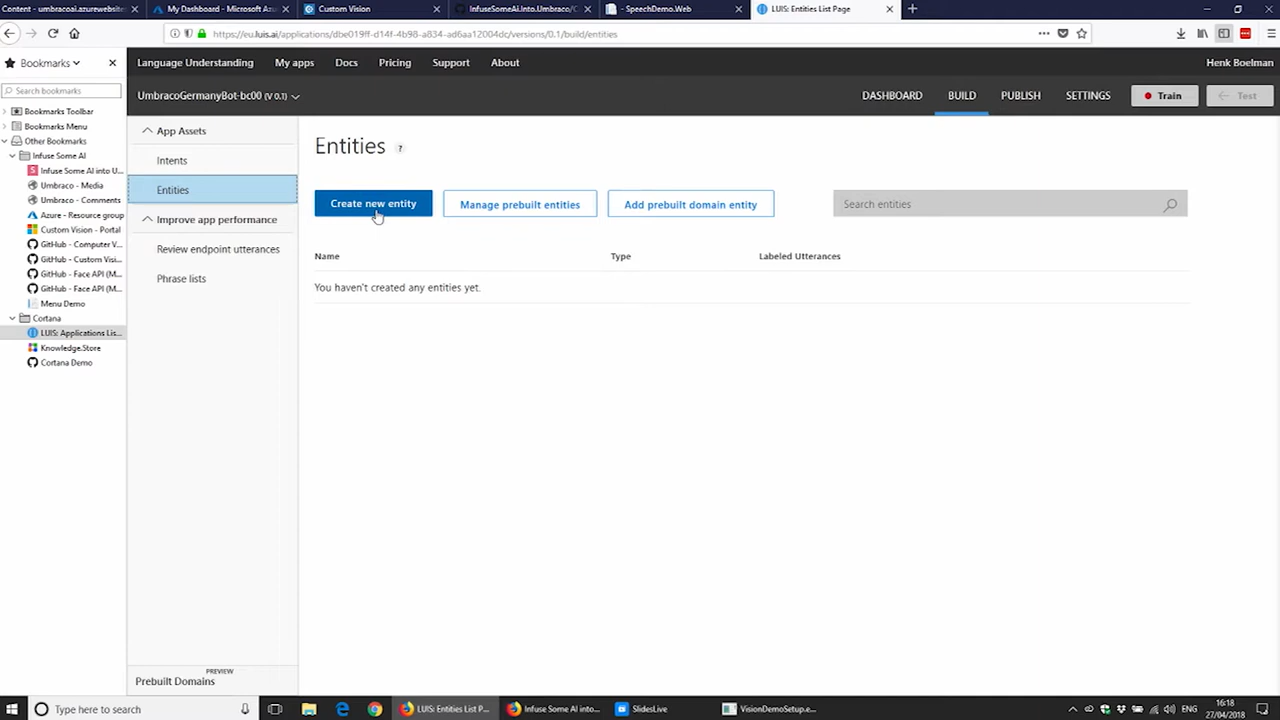 Content - umbracoai.azurewebsite
My Dashboard - Microsoft Azu
Custom Vision
InfuseSomeAI.Into.Umbraco/C
- SpeechDemo.Web
LUIS: Entities List Page
https://eu.luis.ai/applications/dbe019ff-d14f-4b98-a834-ad6aa12004dc/versions/0.1/build/entities
Bookmarks
Language Understanding My apps Docs Pricing Support About Henk Boelman
Search bookmarks
UmbracoGermanyBot-bc00 (V 0.1) DASHBOARD BUILD PUBLISH SETTINGS Train Test
Bookmarks Toolbar
Bookmarks Menu
Other Bookmarks
Infuse Some AI
Infuse Some AI into U...
Umbraco - Media
Umbraco - Comments
Azure - Resource group
Custom Vision - Portal
GitHub - Computer V...
GitHub - Custom Visi...
GitHub - Face API (M...
GitHub - Face API (M...
Menu Demo
Cortana
LUIS: Applications Lis...
Knowledge.Store
Cortana Demo
App Assets
Intents
Entities
Improve app performance
Review endpoint utterances
Phrase lists
PREVIEW
Prebuilt Domains
Entities ?
Create new entity Manage prebuilt entities Add prebuilt domain entity Search entities
Name Type Labeled Utterances
You haven't created any entities yet.
Type here to search
LUIS: Entities List P...
Infuse Some AI into...
SlidesLive
VisionDemoSetup.e...
16:18
27/04/2018